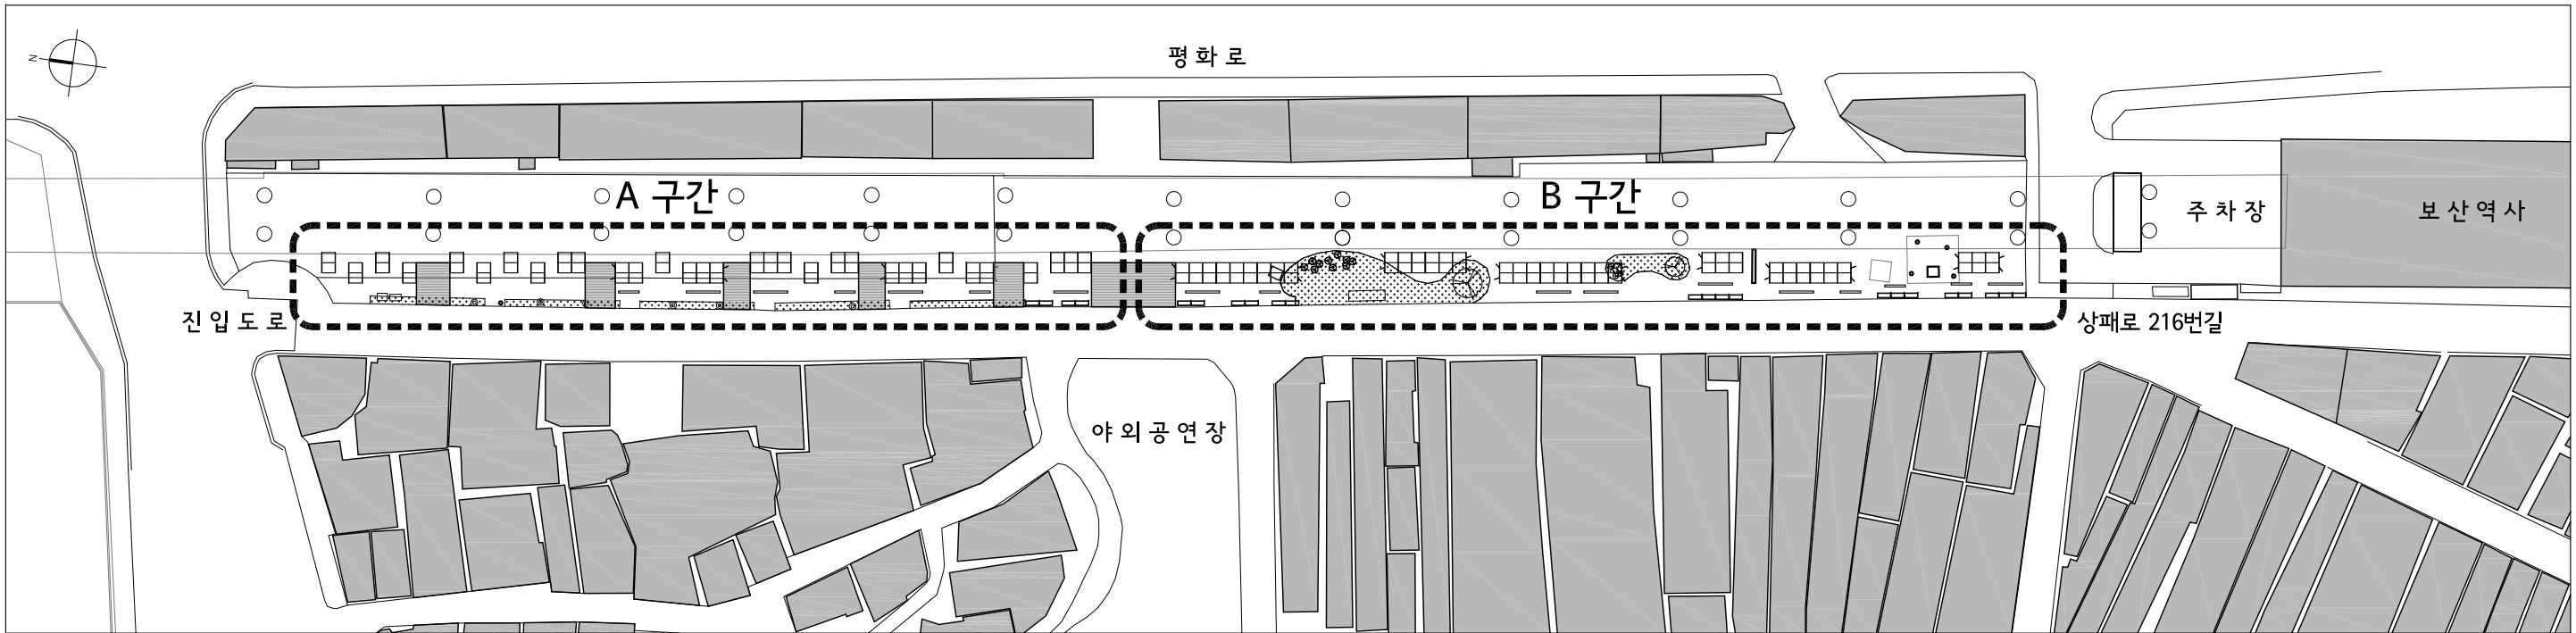 평 화 로
N
A 구간
B 구간
주 차 장
보 산 역 사
진 입 도 로
상패로 216번길
야 외 공 연 장